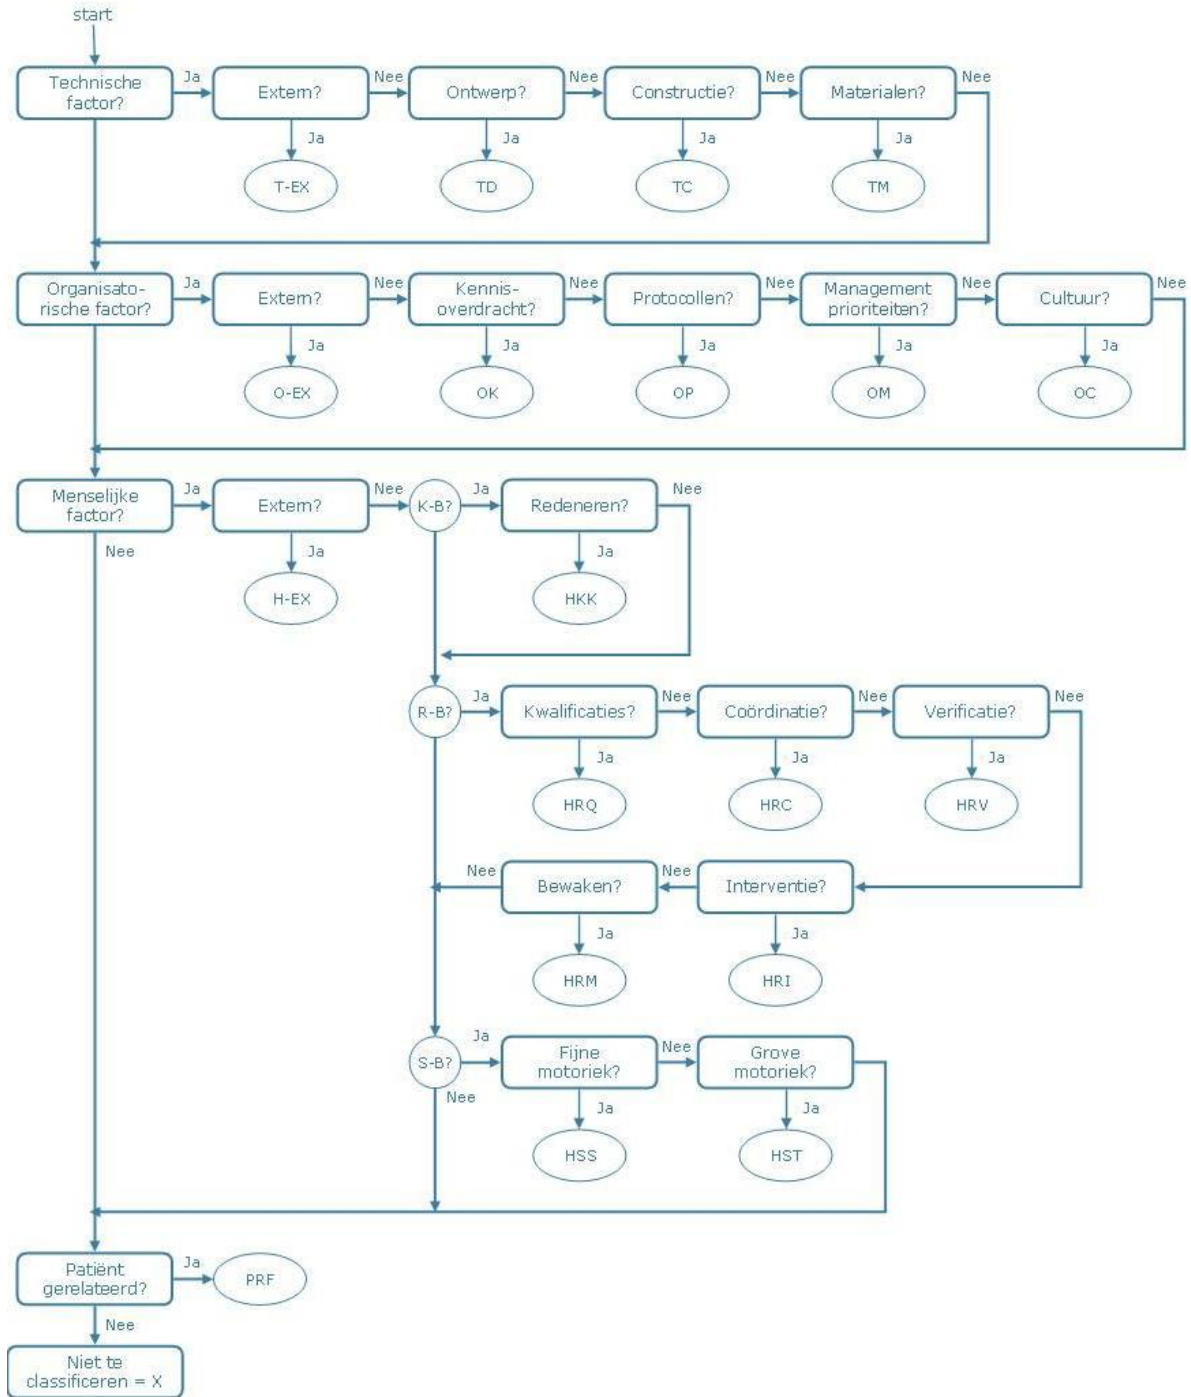 start
Technische
factor?
Ja
Extern?
Nee
Ontwerp?
Nee
Constructie?
Nee
Materialen?
Nee
Ja
Ja
Ja
Ja
T-EX
TD
TC
TM
Organisato-
rische factor?
Ja
Extern?
Nee
Kennis-
overdracht?
Nee
Protocollen?
Nee
Management
prioriteiten?
Nee
Cultuur?
Nee
Ja
Ja
Ja
Ja
Ja
O-EX
OK
OP
OM
OC
Menselijke
factor?
Ja
Extern?
Nee
K-B?
Ja
Redeneren?
Nee
Nee
Ja
Ja
H-EX
HKK
R-B?
Ja
Kwalificaties?
Nee
Coördinatie?
Nee
Verificatie?
Nee
Ja
Ja
Ja
HRQ
HRC
HRV
Nee
Bewaken?
Nee
Interventie?
Ja
Ja
HRM
HRI
S-B?
Ja
Fijne
motoriek?
Nee
Grove
motoriek?
Nee
Ja
Ja
HSS
HST
Patiënt
gerelateerd?
Ja
PRF
Nee
Niet te
classificeren = X